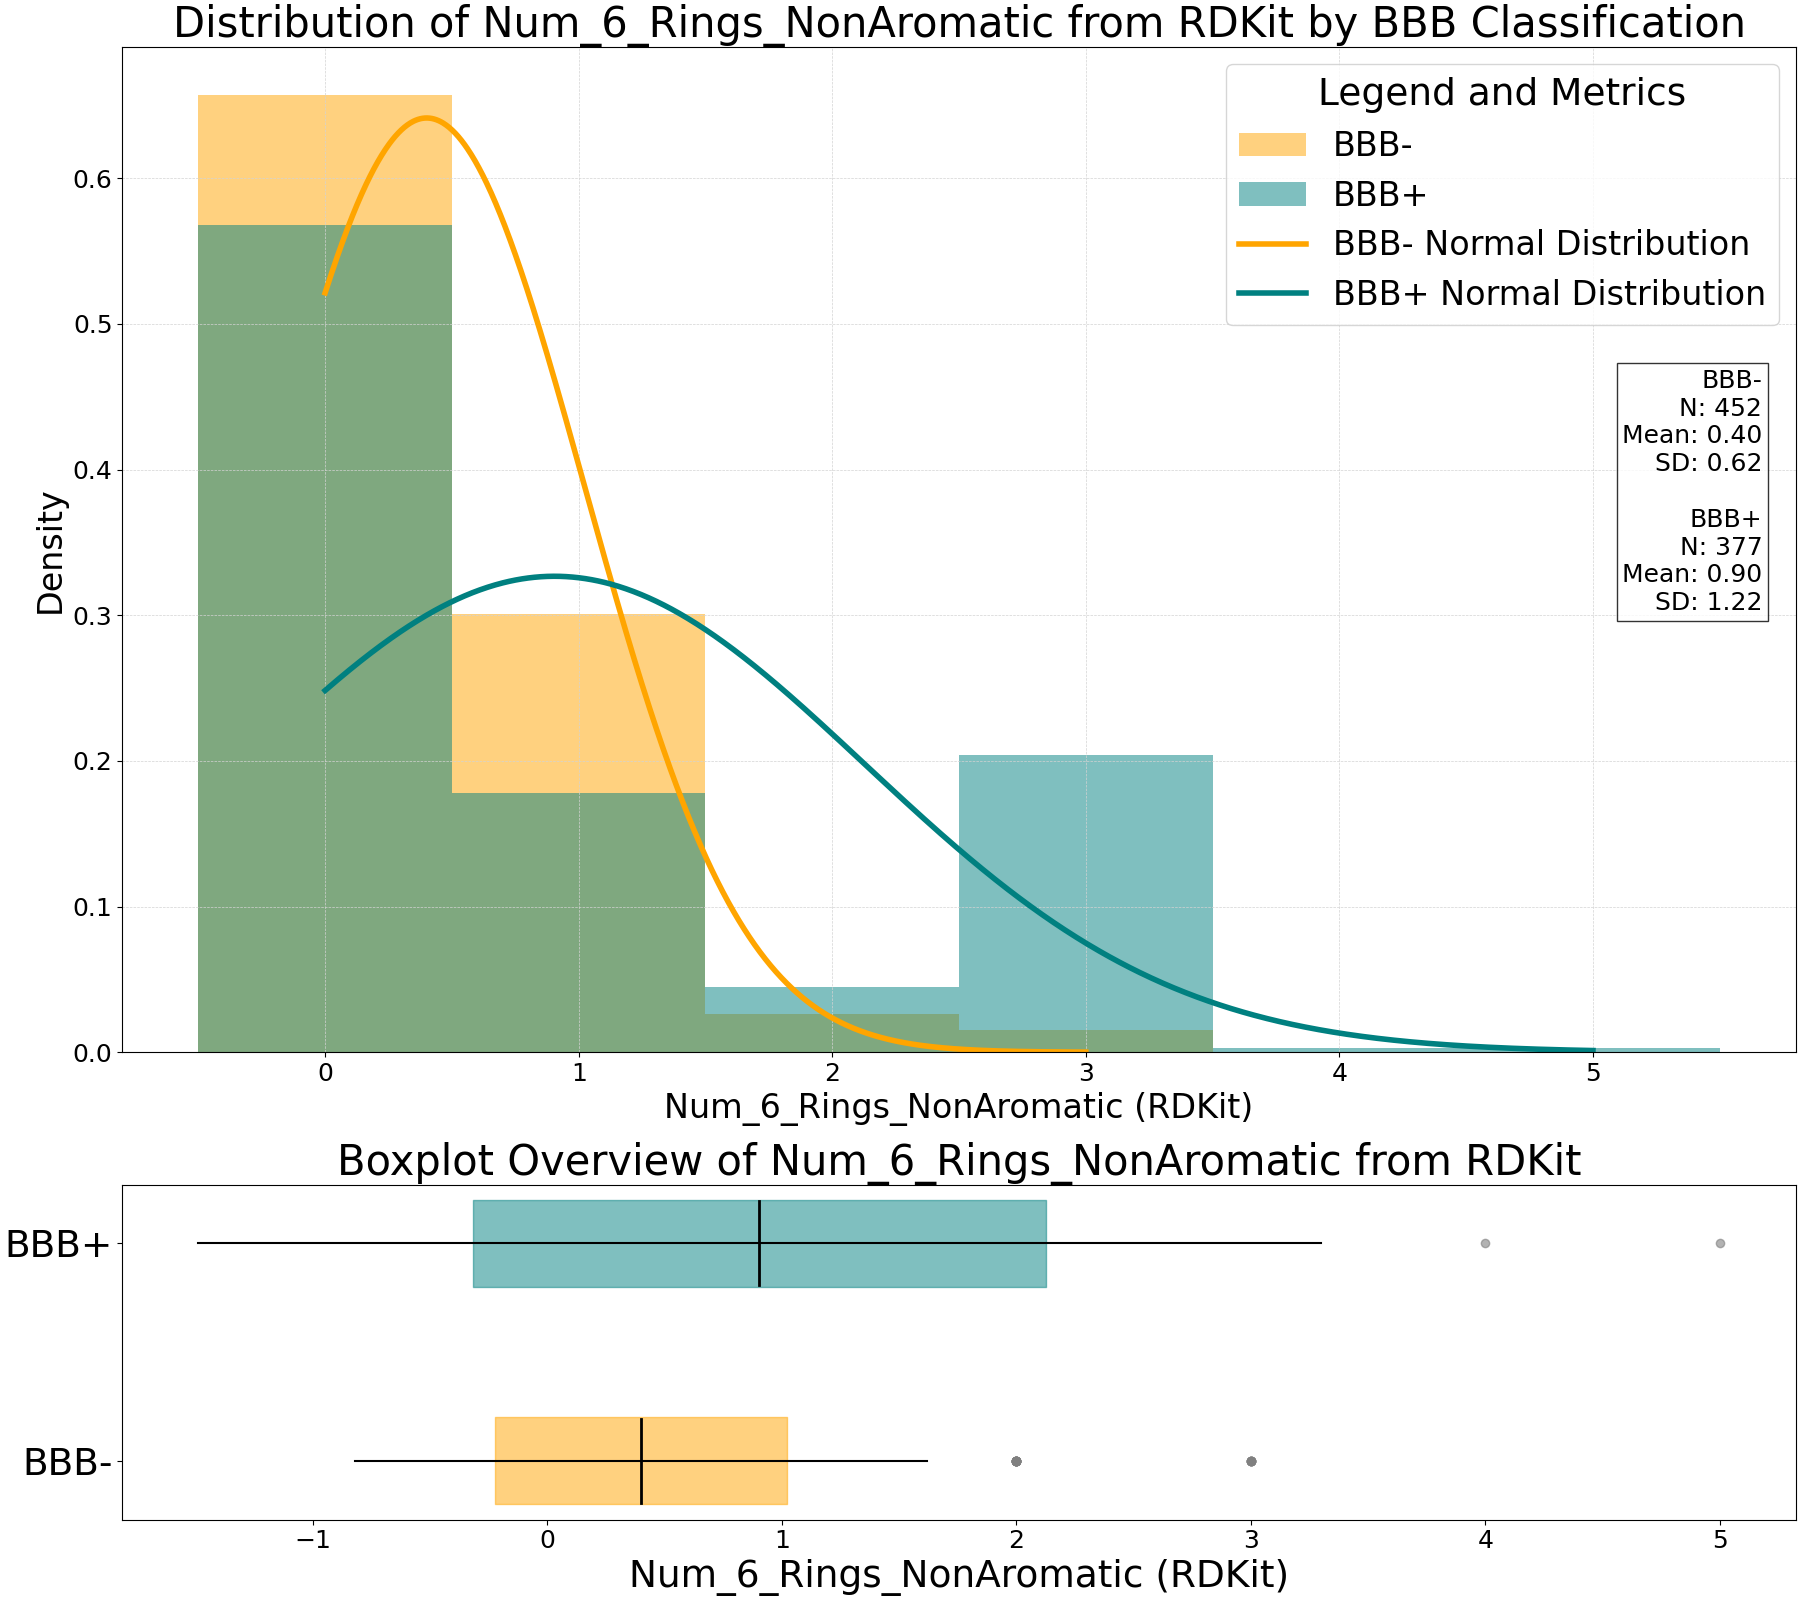 Distribution of Num_6_Rings_NonAromatic from RDKit by BBB Classification
Legend and Metrics
BBB-
BBB+
BBB- Normal Distribution
BBB+ Normal Distribution
BBB-
N: 452
Mean: 0.40
SD: 0.62
BBB+
N: 377
Mean: 0.90
SD: 1.22
Density
0.6
0.5
0.4
0.3
0.2
0.1
0.0
0 1 2 3 4 5
Num_6_Rings_NonAromatic (RDKit)
Boxplot Overview of Num_6_Rings_NonAromatic from RDKit
BBB+
BBB-
−1 0 1 2 3 4 5
Num_6_Rings_NonAromatic (RDKit)